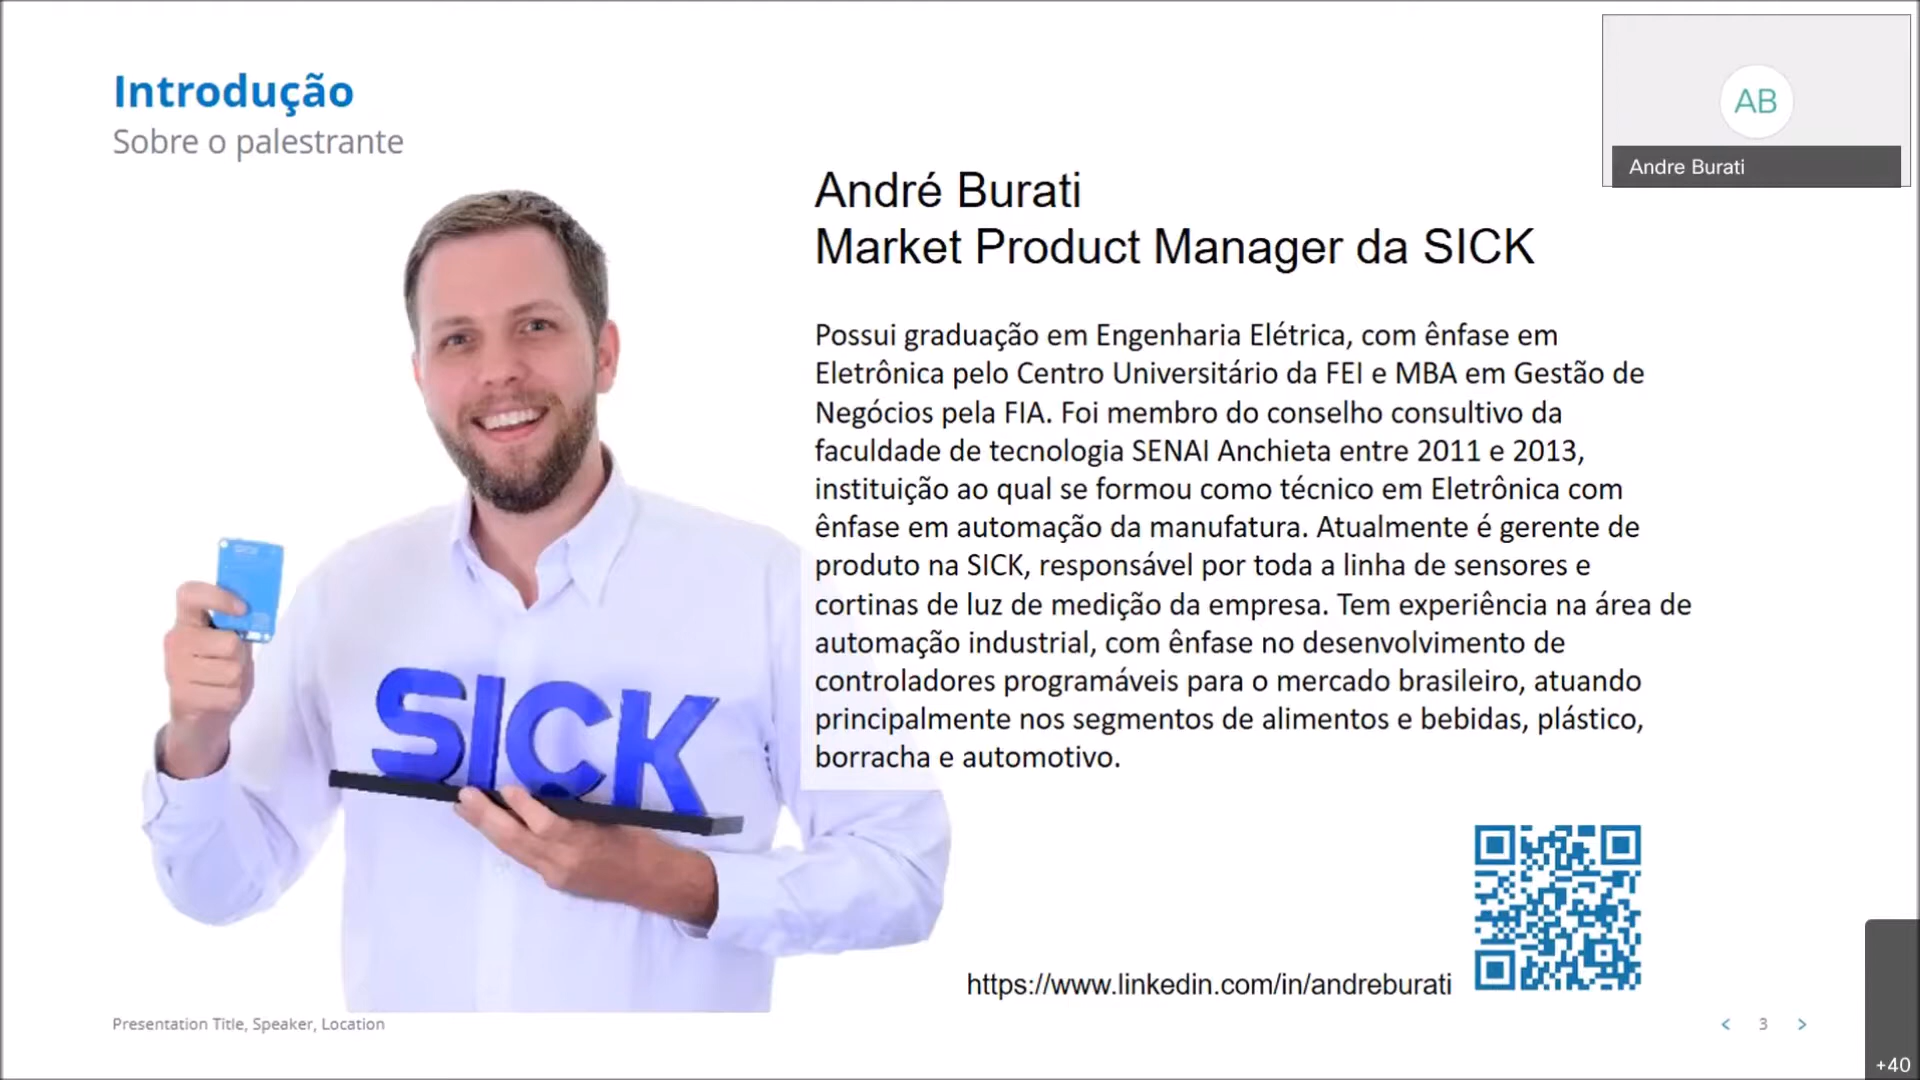 Introdução
Sobre o palestrante
AB
Andre Burati
André Burati
Market Product Manager da SICK
Possui graduação em Engenharia Elétrica, com ênfase em
Eletrônica pelo Centro Universitário da FEI e MBA em Gestão de
Negócios pela FIA. Foi membro do conselho consultivo da
faculdade de tecnologia SENAI Anchieta entre 2011 e 2013,
instituição ao qual se formou como técnico em Eletrônica com
ênfase em automação da manufatura. Atualmente é gerente de
produto na SICK, responsável por toda a linha de sensores e
cortinas de luz de medição da empresa. Tem experiência na área de
automação industrial, com ênfase no desenvolvimento de
controladores programáveis para o mercado brasileiro, atuando
principalmente nos segmentos de alimentos e bebidas, plástico,
borracha e automotivo.
SICK
https://www.linkedin.com/in/andreburati
Presentation Title, Speaker, Location
< 3 >
+40